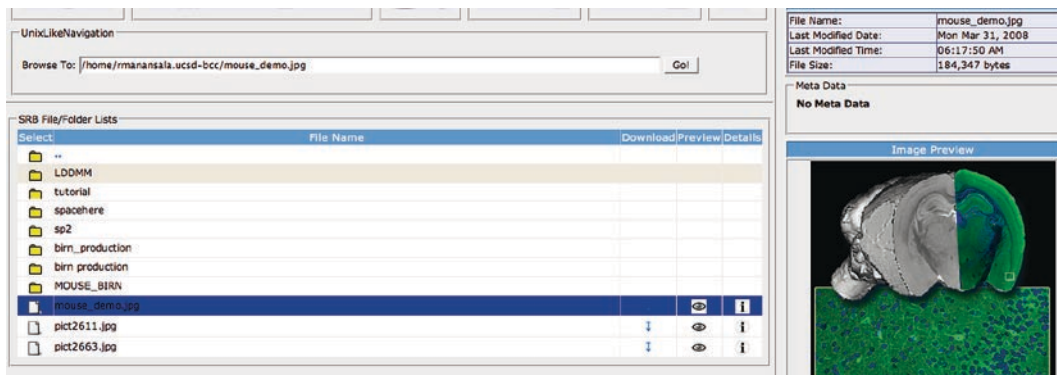 UnixLikeNavigation
Browse To: /home/rmanansala.ucsd-bcc/mouse_demo.jpg Go!
SRB File/Folder Lists
Select File Name Download Preview Details
..
LDDMM
tutorial
spacehere
sp2
birn_production
birn production
MOUSE_BIRN
mouse_demo.jpg
pict2611.jpg
pict2663.jpg
File Name: mouse_demo.jpg
Last Modified Date: Mon Mar 31, 2008
Last Modified Time: 06:17:50 AM
File Size: 184,347 bytes
Meta Data
No Meta Data
Image Preview